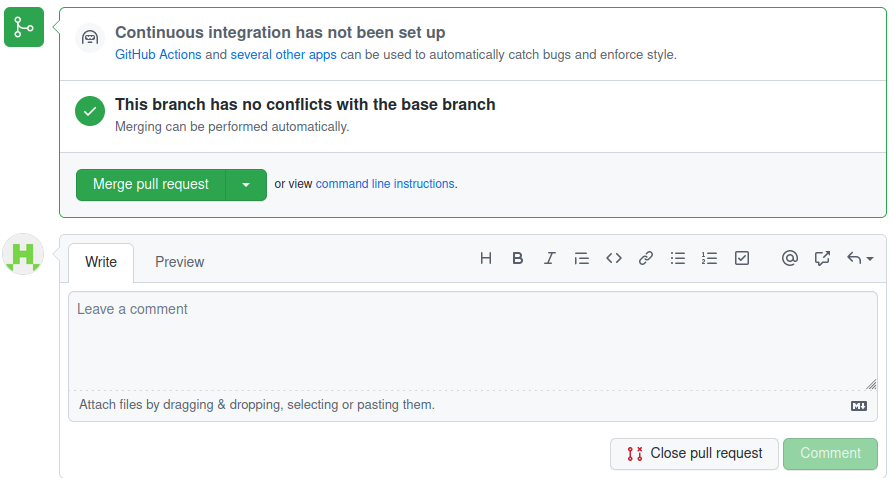 Continuous integration has not been set up
GitHub Actions and several other apps can be used to automatically catch bugs and enforce style.
This branch has no conflicts with the base branch
Merging can be performed automatically.
Merge pull request or view command line instructions.
Write Preview
Leave a comment
Attach files by dragging & dropping, selecting or pasting them.
Close pull request Comment